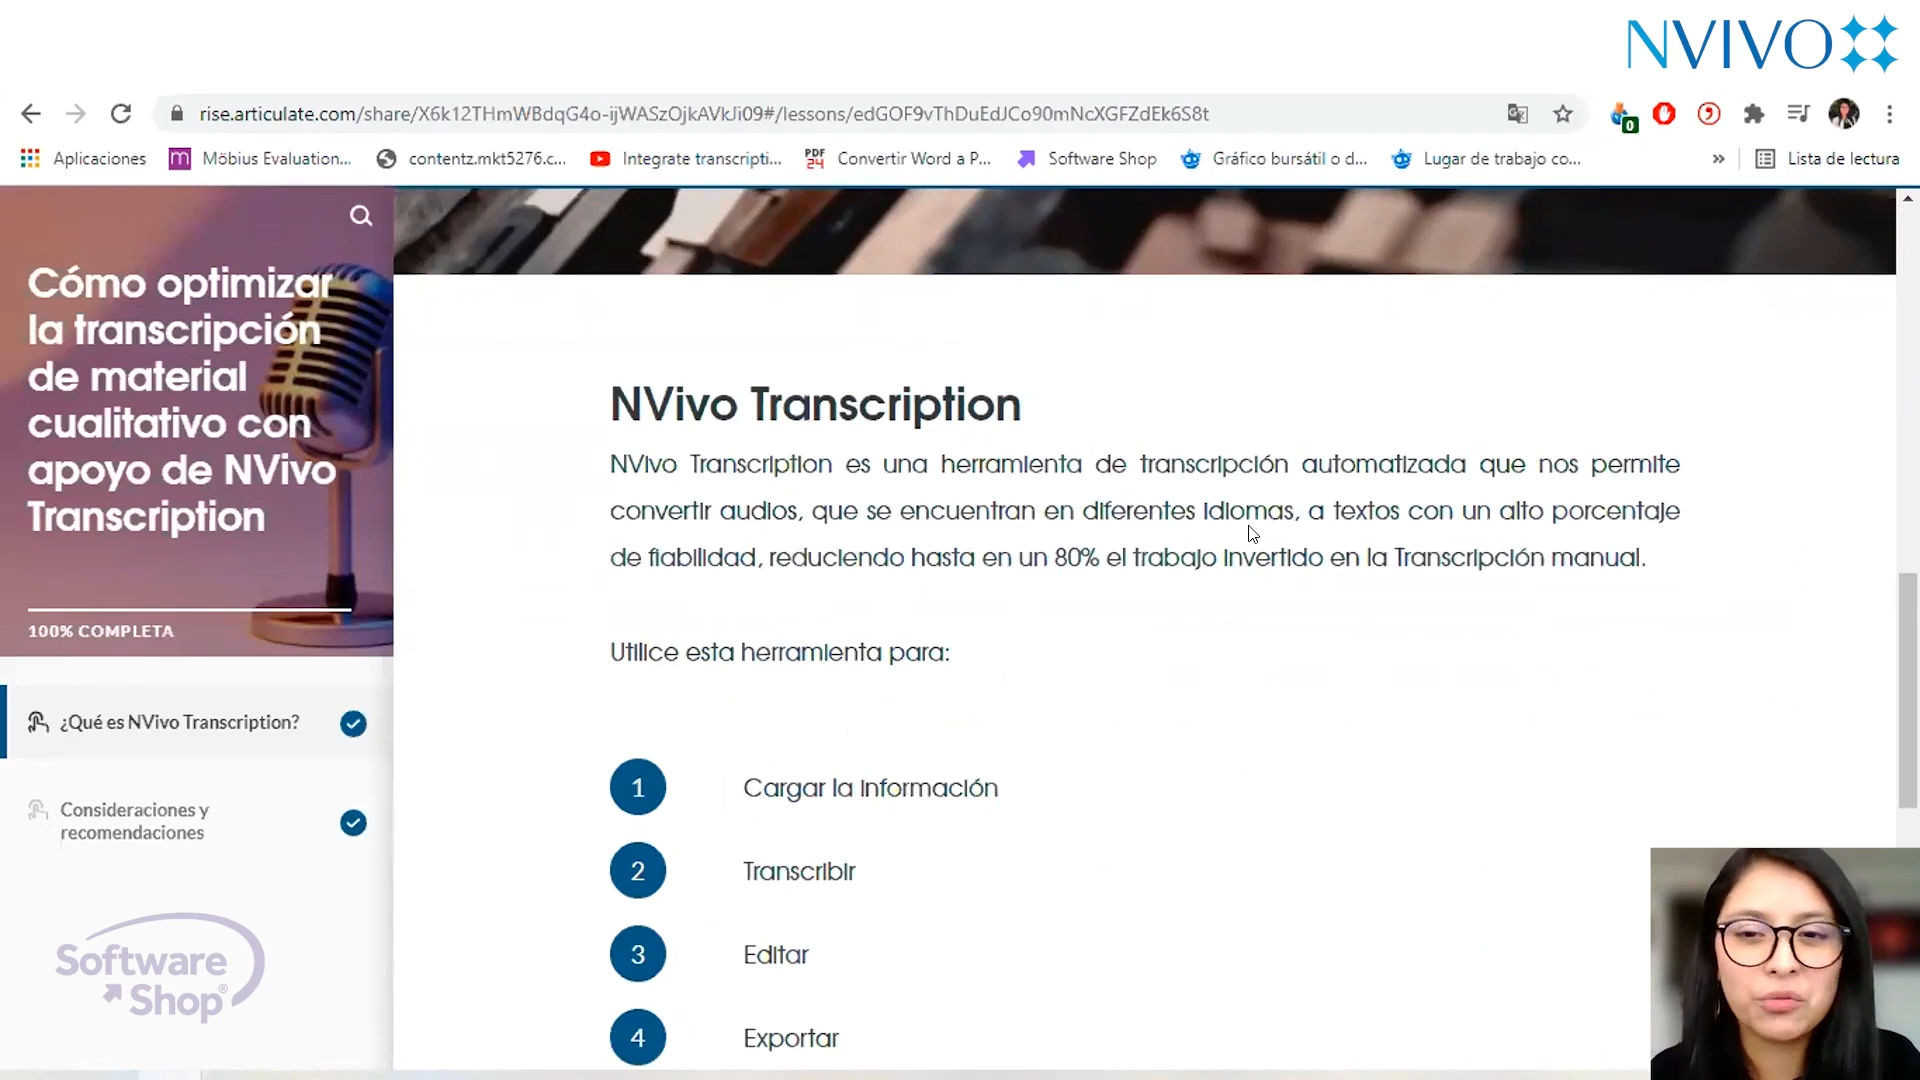 NVIVO
rise.articulate.com/share/X6k12THmWBdqG4o-ijWASzOjkAVkJi09#/lessons/edGOF9vThDuEdJCo90mNcXGFZdEk6S8t
0
Aplicaciones
Möbius Evaluation...
contentz.mkt5276.c...
Integrate transcripti...
PDF 24
Convertir Word a P...
Software Shop
Gráfico bursátil o d...
Lugar de trabajo co...
»
Lista de lectura
Cómo optimizar
la transcripción
de material
cualitativo con
apoyo de NVivo
Transcription
100% COMPLETA
¿Qué es NVivo Transcription?
Consideraciones y
recomendaciones
Software
Shop®
NVivo Transcription
NVivo Transcription es una herramienta de transcripción automatizada que nos permite
convertir audios, que se encuentran en diferentes idiomas, a textos con un alto porcentaje
de fiabilidad, reduciendo hasta en un 80% el trabajo invertido en la Transcripción manual.
Utilice esta herramienta para:
1 Cargar la información
2 Transcribir
3 Editar
4 Exportar